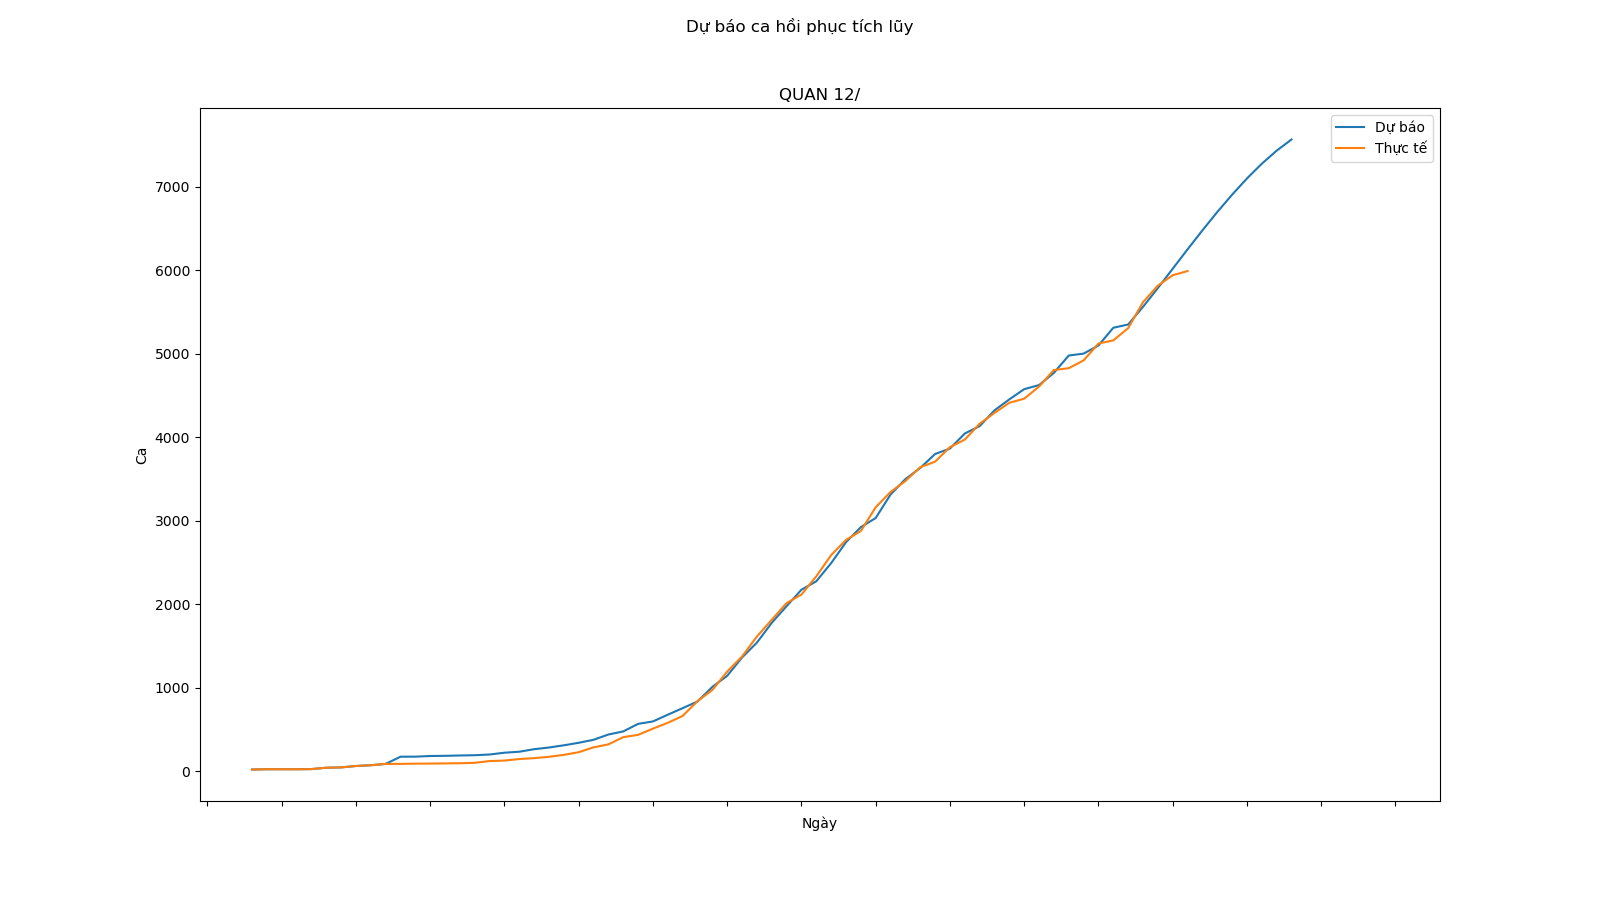 Dự báo ca hồi phục tích lũy
QUAN 12/
Dự báo
Thực tế
7000
6000
5000
4000
3000
2000
1000
0
Ca
Ngày